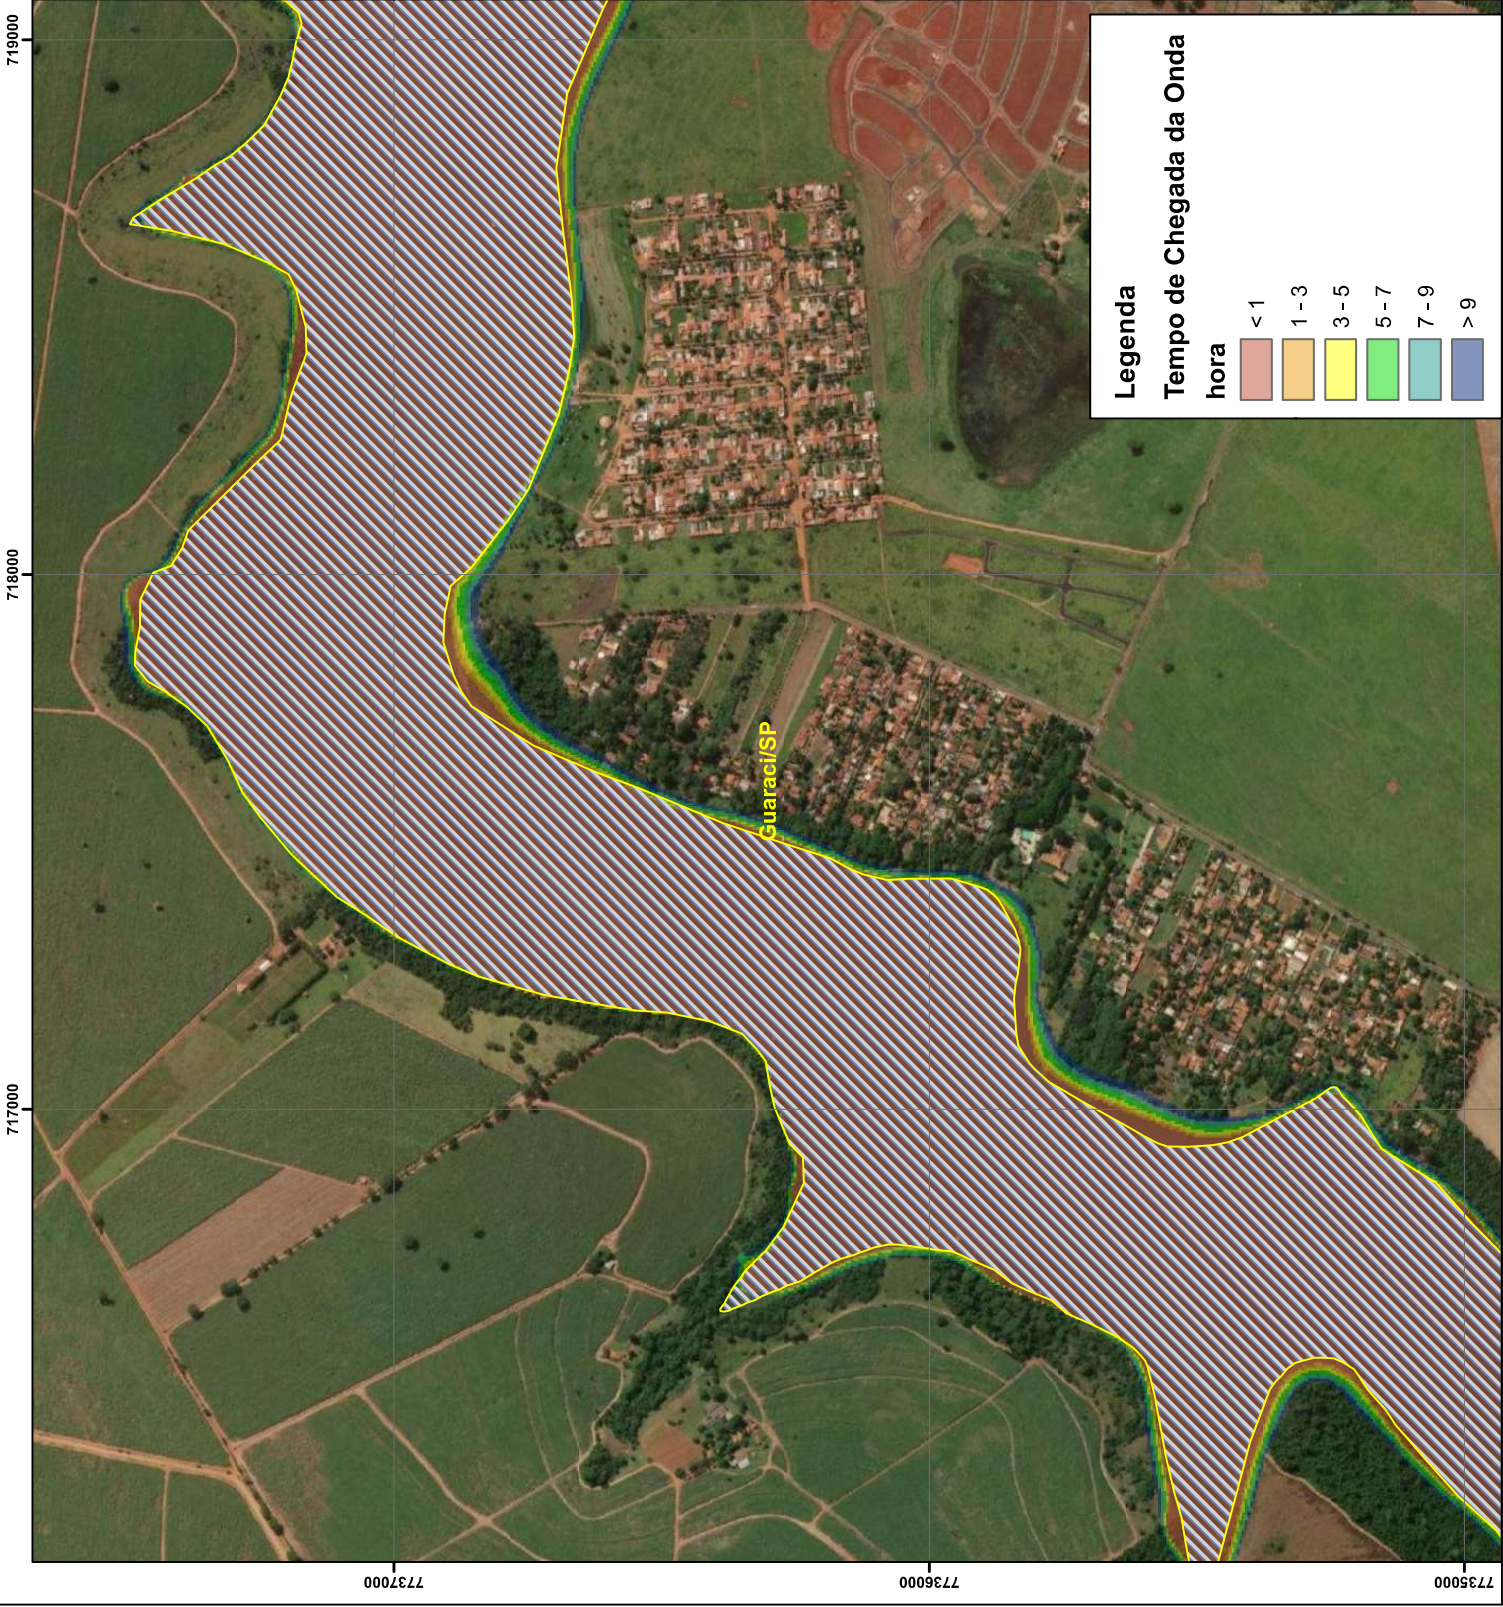 719000
718000
717000
7737000
7736000
7735000
Guaraci/SP
Legenda
Tempo de Chegada da Onda
hora
< 1
1 - 3
3 - 5
5 - 7
7 - 9
> 9